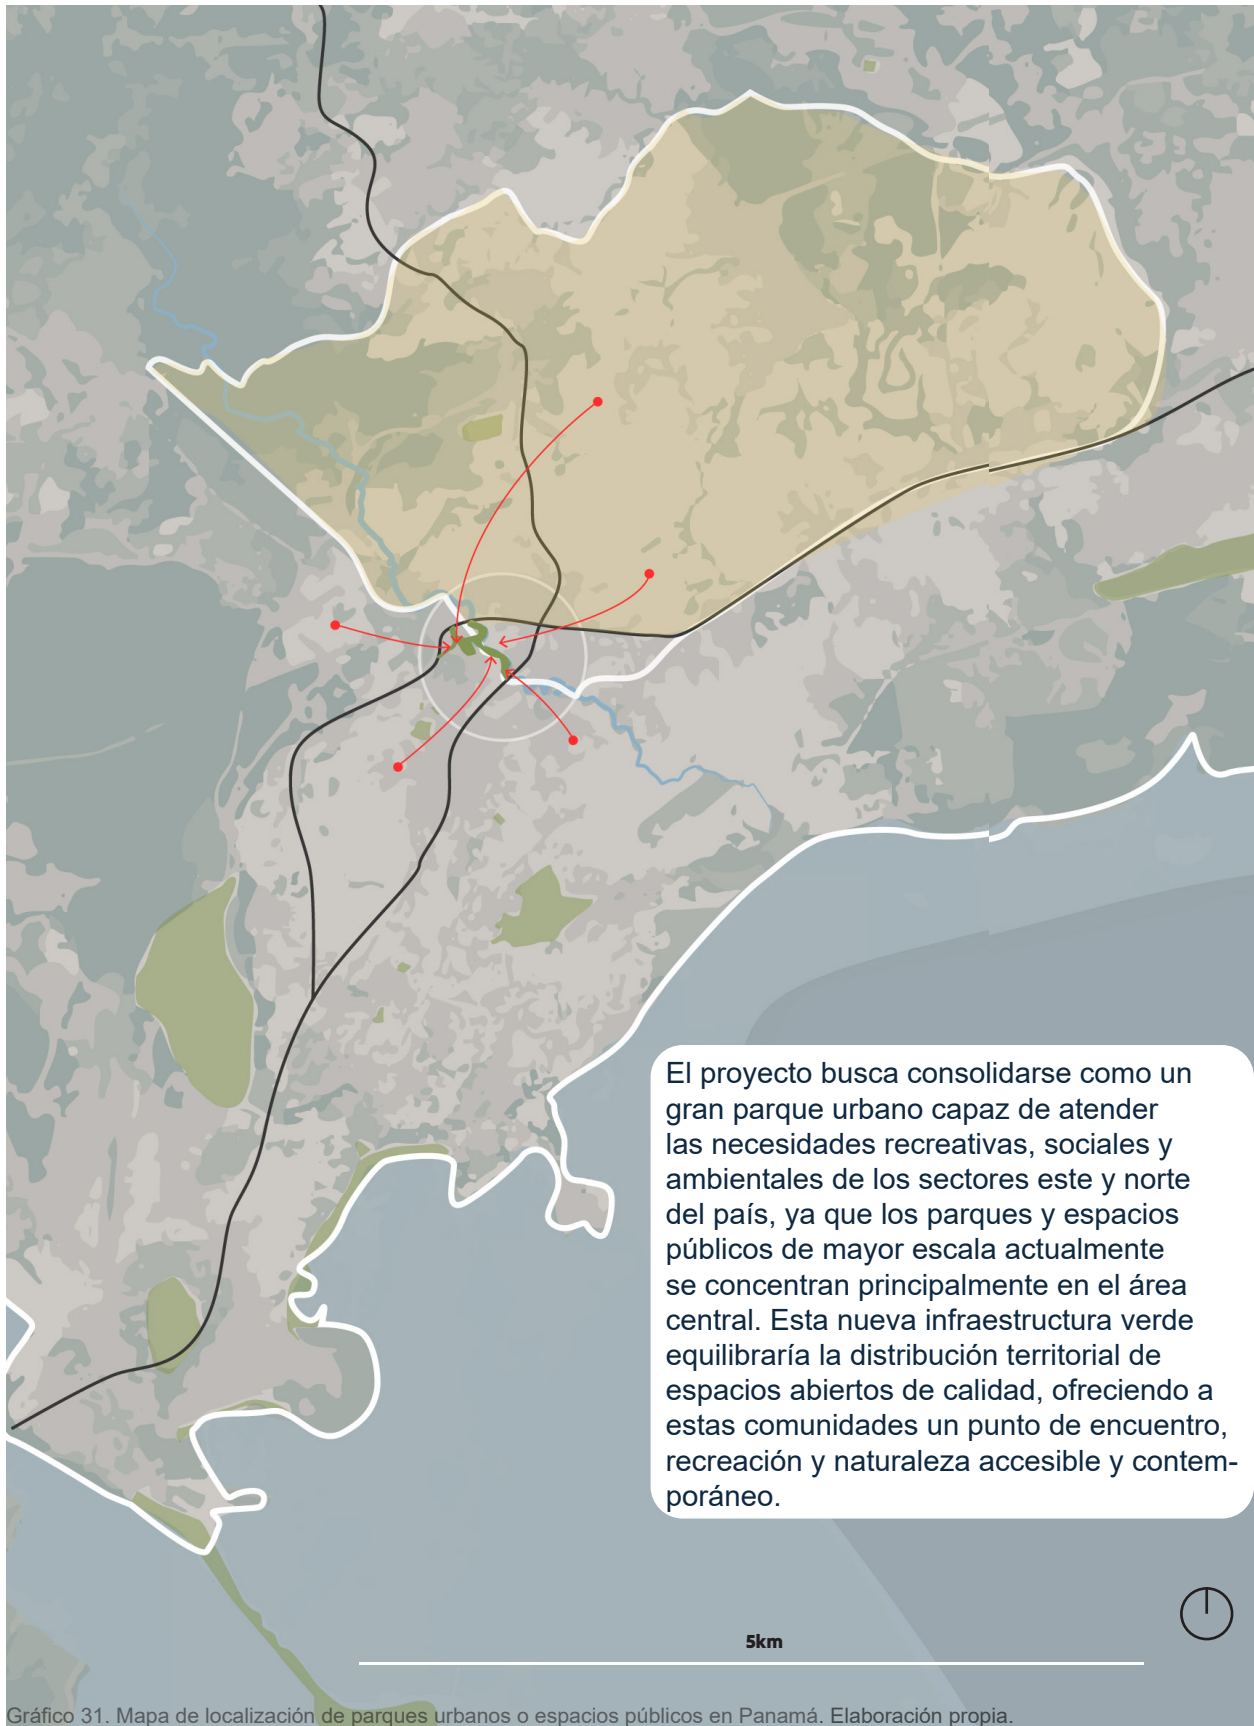 El proyecto busca consolidarse como un
gran parque urbano capaz de atender
las necesidades recreativas, sociales y
ambientales de los sectores este y norte
del país, ya que los parques y espacios
públicos de mayor escala actualmente
se concentran principalmente en el área
central. Esta nueva infraestructura verde
equilibraría la distribución territorial de
espacios abiertos de calidad, ofreciendo a
estas comunidades un punto de encuentro,
recreación y naturaleza accesible y contem-
poráneo.
5km
Gráfico 31. Mapa de localización de parques urbanos o espacios públicos en Panamá. Elaboración propia.